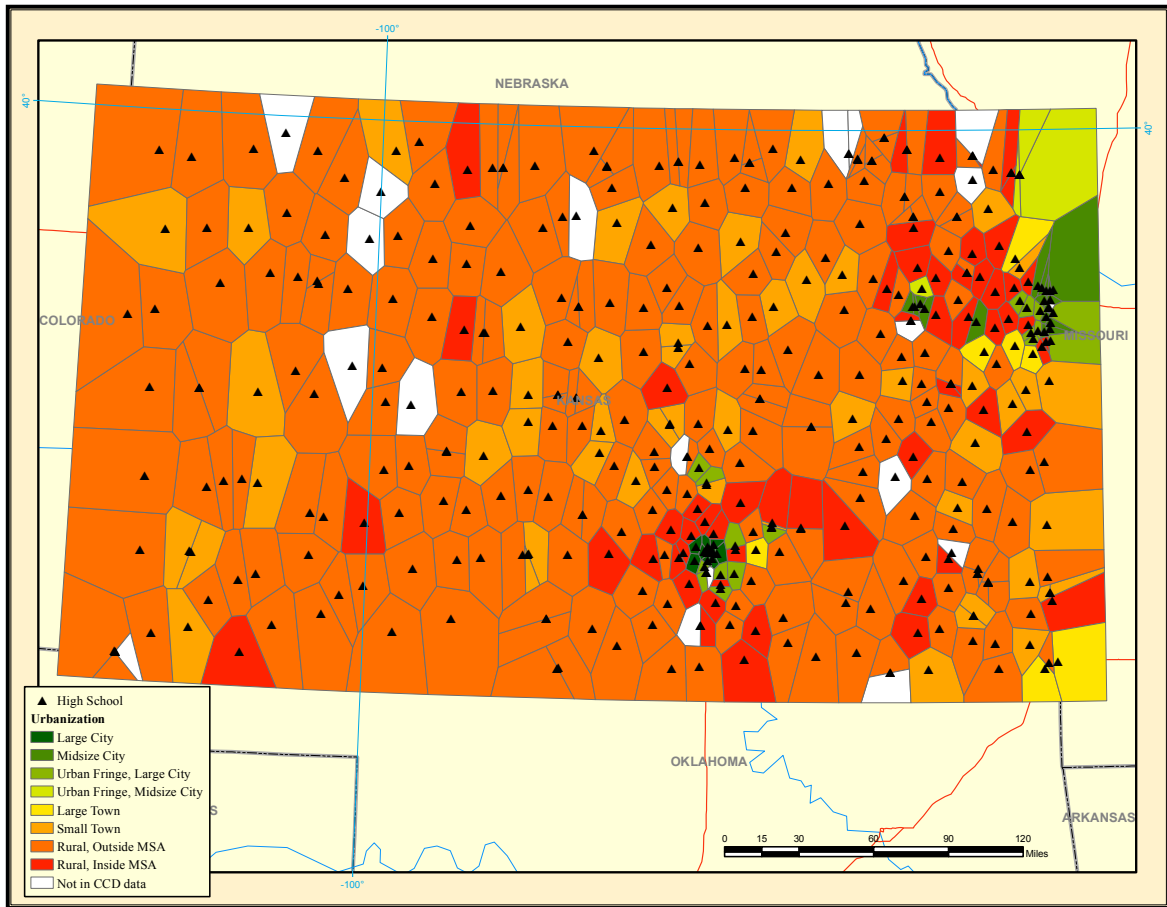 -100°
NEBRASKA
40°
40°
COLORADO
MISSOURI
KANSAS
High School
Urbanization
Large City
Midsize City
Urban Fringe, Large City
Urban Fringe, Midsize City
Large Town
Small Town
Rural, Outside MSA
Rural, Inside MSA
Not in CCD data
S
OKLAHOMA
ARKANSAS
0 15 30 60 90 120
Miles
-100°